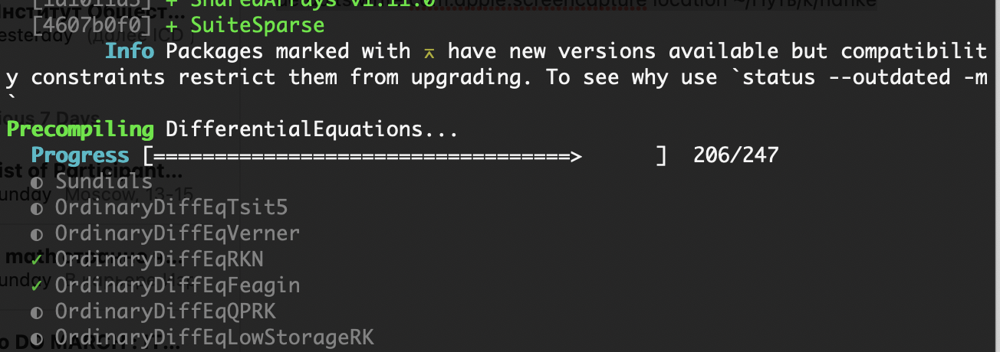 + SharedArrays v1.11.0
[4607b0f0] + SuiteSparse
Info Packages marked with ⌅ have new versions available but compatibilit
y constraints restrict them from upgrading. To see why use `status --outdated -m
`
Precompiling DifferentialEquations...
Progress [==================================>      ]  206/247
◐ Sundials
◐ OrdinaryDiffEqTsit5
◐ OrdinaryDiffEqVerner
✓ OrdinaryDiffEqRKN
✓ OrdinaryDiffEqFeagin
◐ OrdinaryDiffEqQPRK
◐ OrdinaryDiffEqLowStorageRK